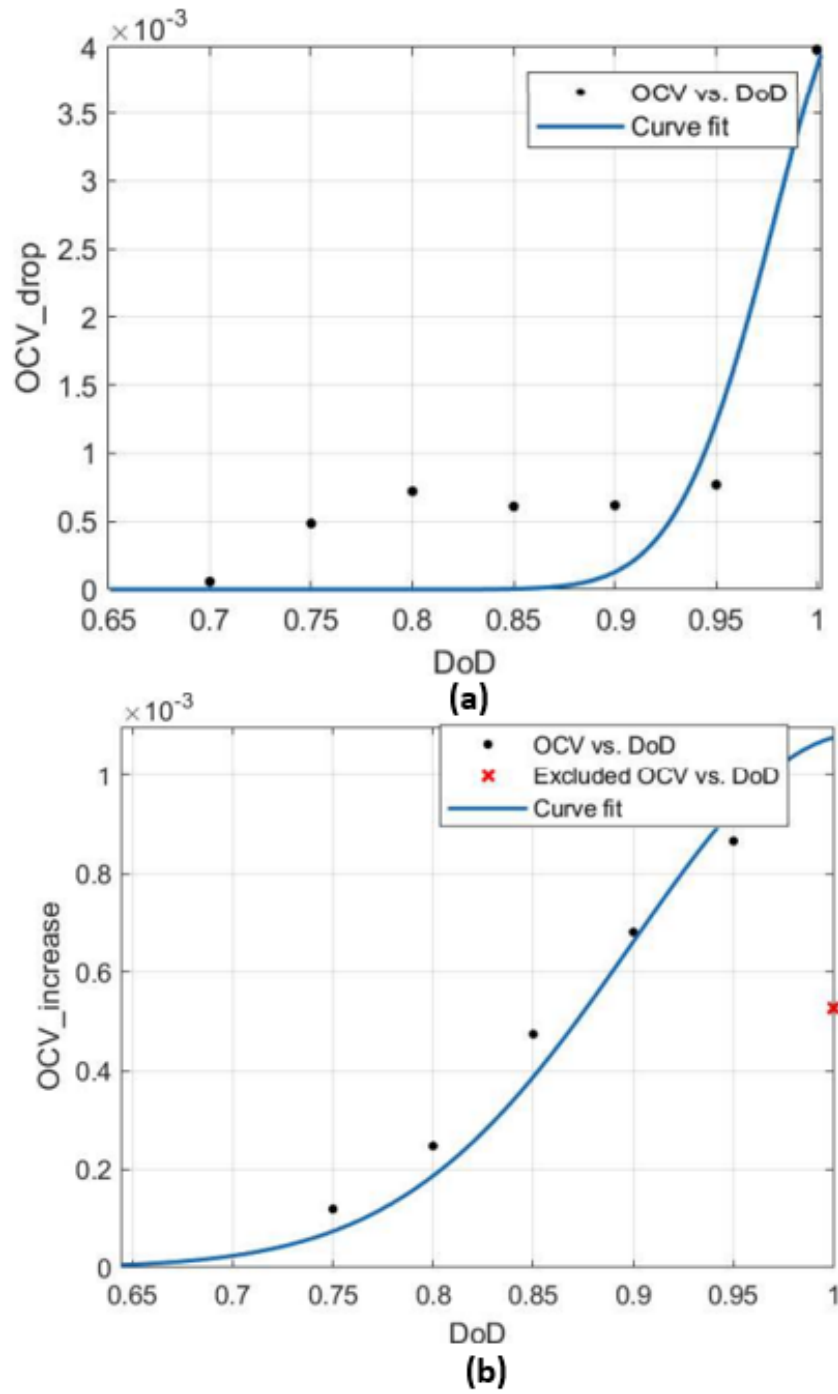 ×10⁻³
4
3.5
3
2.5
2
1.5
1
0.5
0
OCV_drop
OCV vs. DoD
Curve fit
0.65 0.7 0.75 0.8 0.85 0.9 0.95 1
DoD
(a)
×10⁻³
1
0.8
0.6
0.4
0.2
0
OCV_increase
OCV vs. DoD
Excluded OCV vs. DoD
Curve fit
0.65 0.7 0.75 0.8 0.85 0.9 0.95 1
DoD
(b)